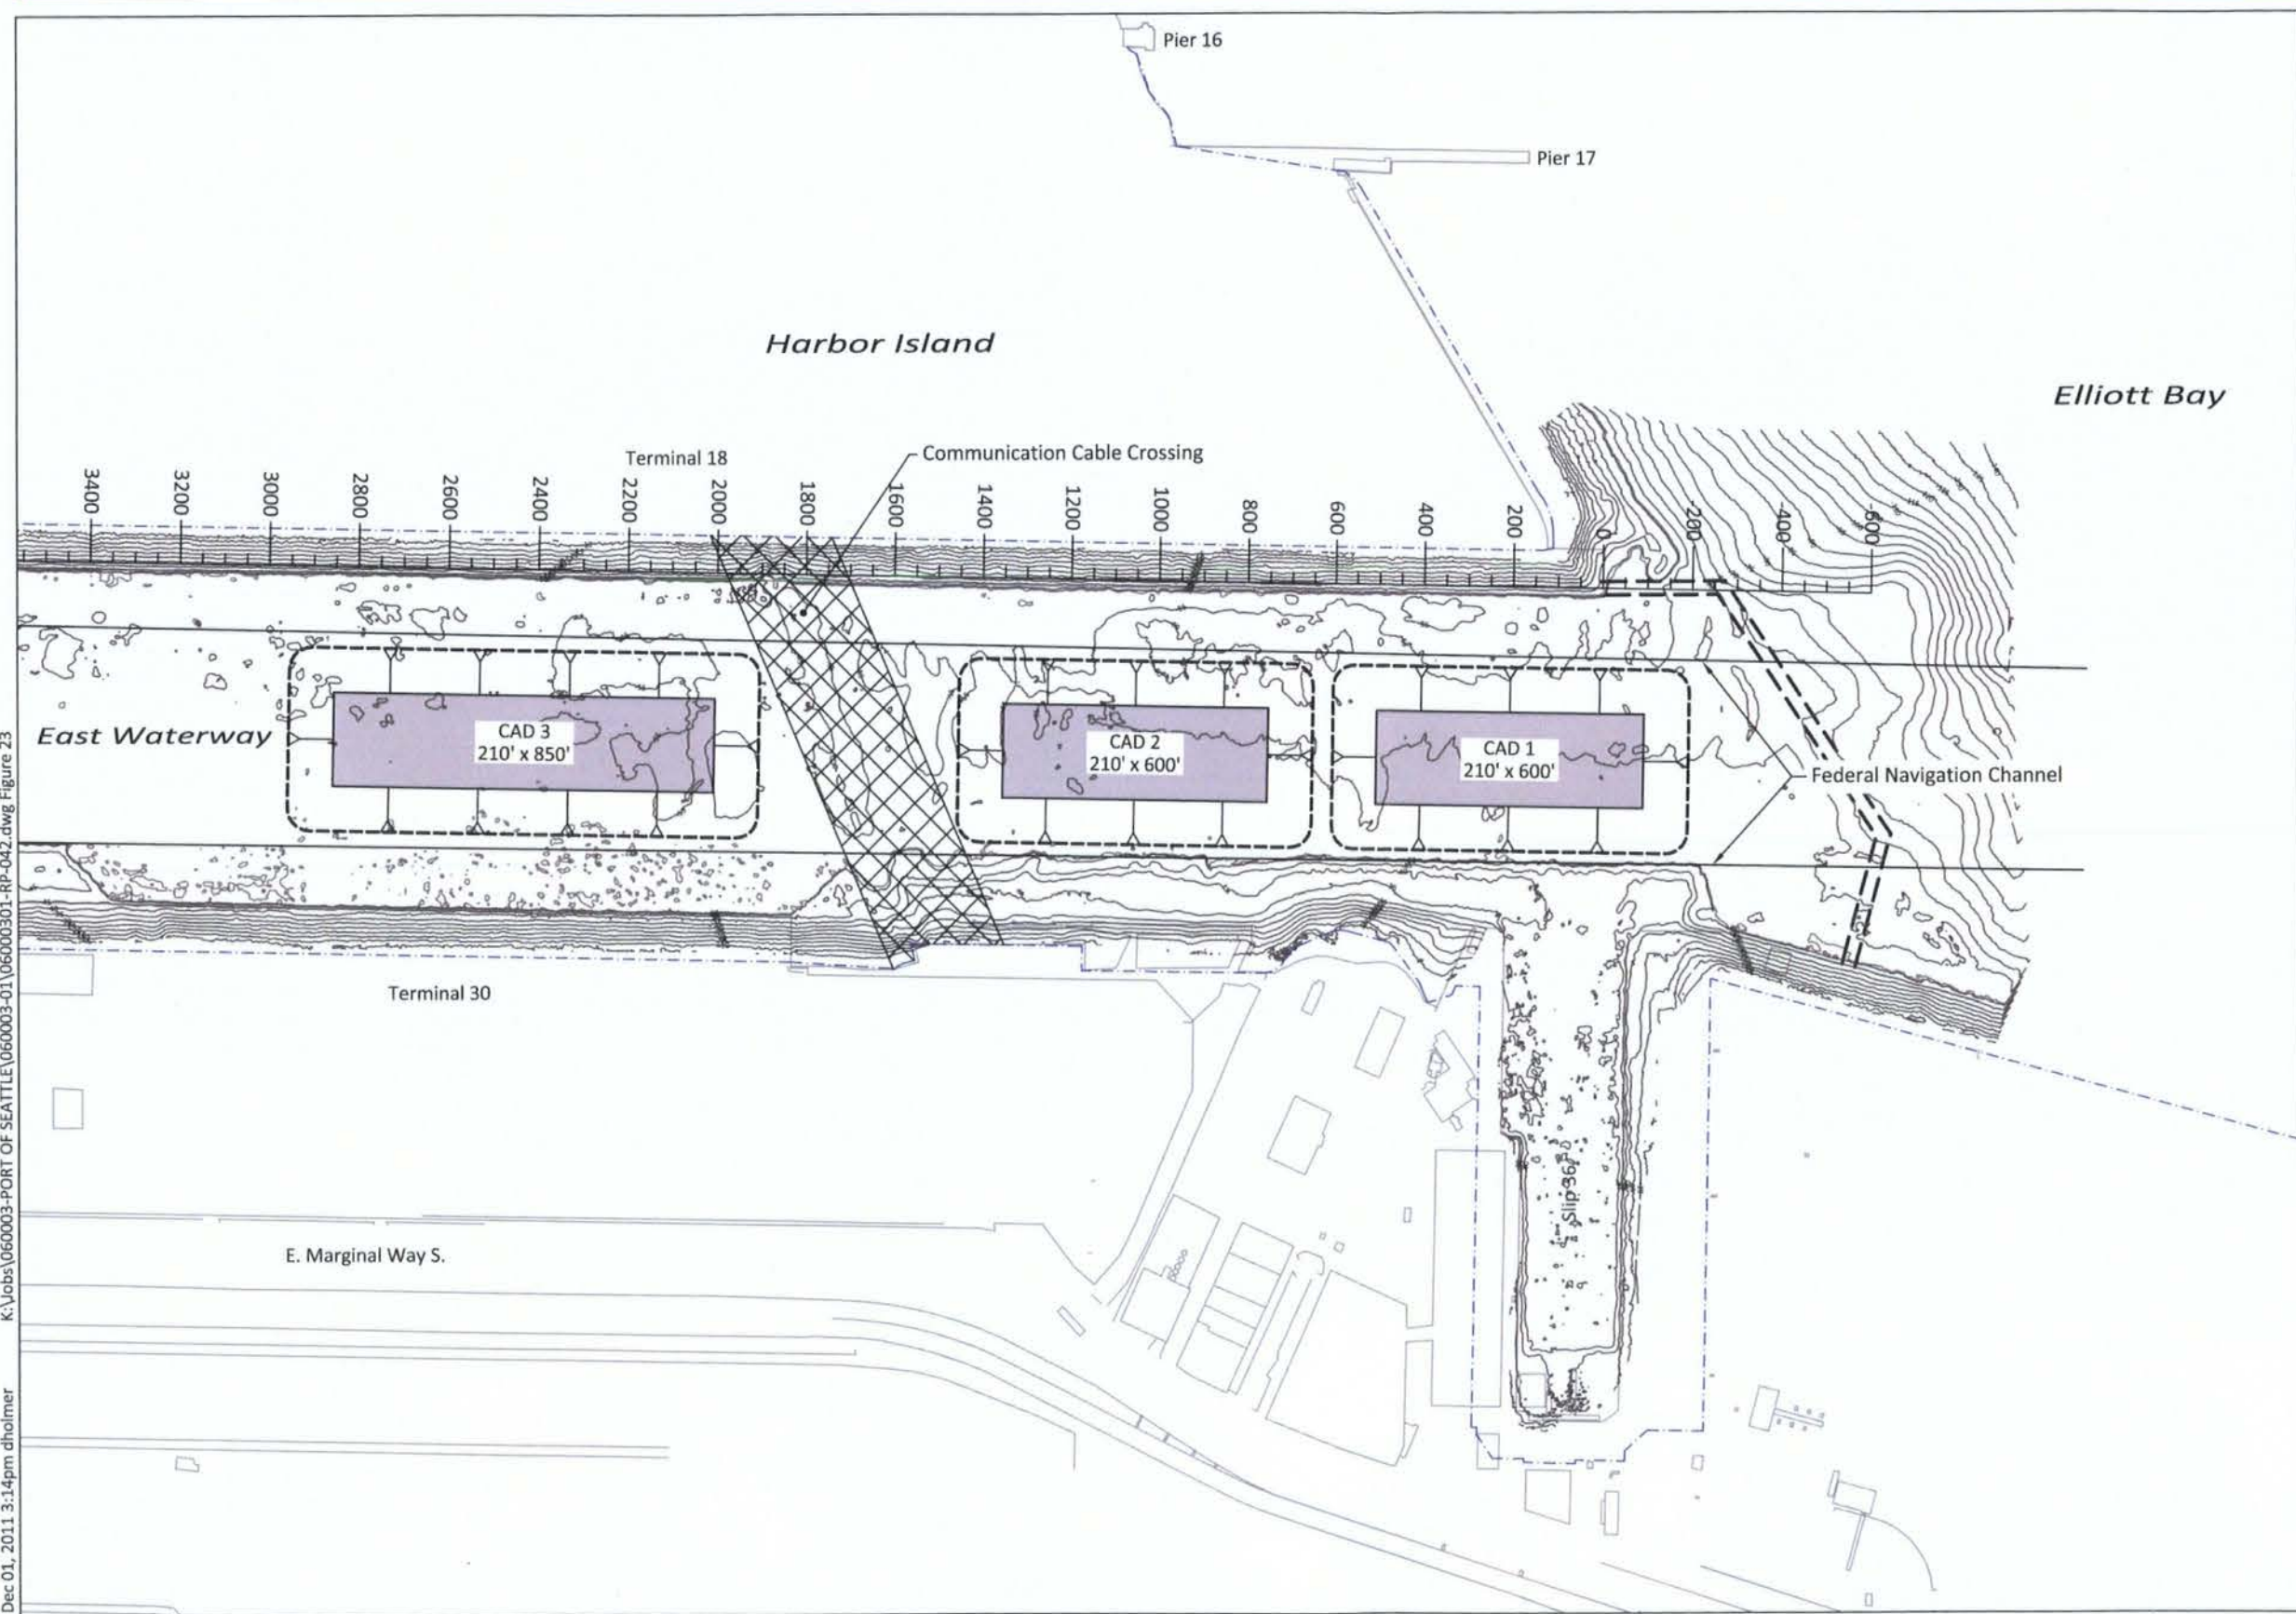 Pier 16
Pier 17
Harbor Island
Elliott Bay
Terminal 18
Communication Cable Crossing
3400
3200
3000
2800
2600
2400
2200
2000
1800
1600
1400
1200
1000
800
600
400
200
0
-200
-400
-600
East Waterway
CAD 3
210' x 850'
CAD 2
210' x 600'
CAD 1
210' x 600'
Federal Navigation Channel
Terminal 30
Slip 36
E. Marginal Way S.
K:\Jobs\060003-PORT OF SEATTLE\060003-01\06000301-RP-042.dwg Figure 23
Dec 01, 2011 3:14pm dholmer